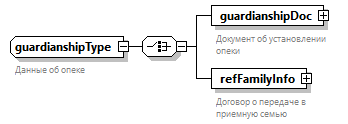 guardianshipType
Данные об опеке
guardianshipDoc
Документ об установлении
опеки
refFamilyInfo
Договор о передаче в
приемную семью